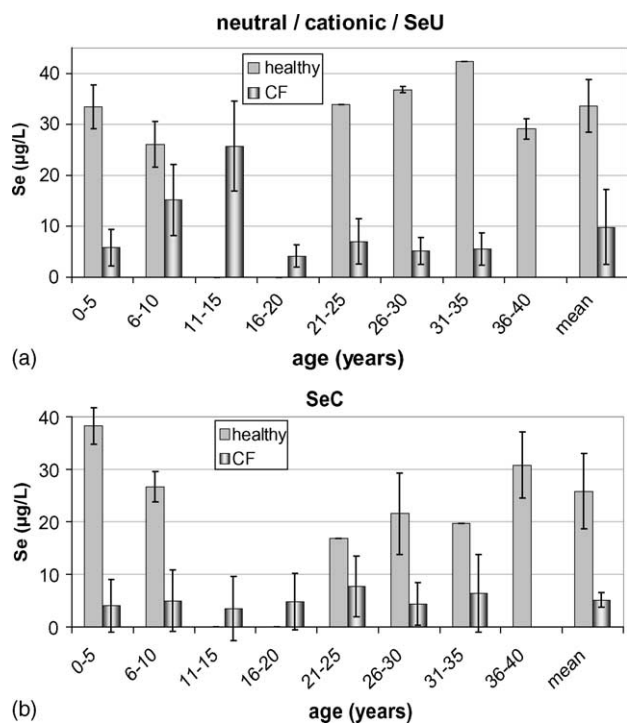 neutral / cationic / SeU
40
30
20
10
0
Se (µg/L)
healthy
CF
0-5
6-10
11-15
16-20
21-25
26-30
31-35
36-40
mean
(a)
age (years)
SeC
40
30
20
10
0
Se (µg/L)
healthy
CF
0-5
6-10
11-15
16-20
21-25
26-30
31-35
36-40
mean
(b)
age (years)